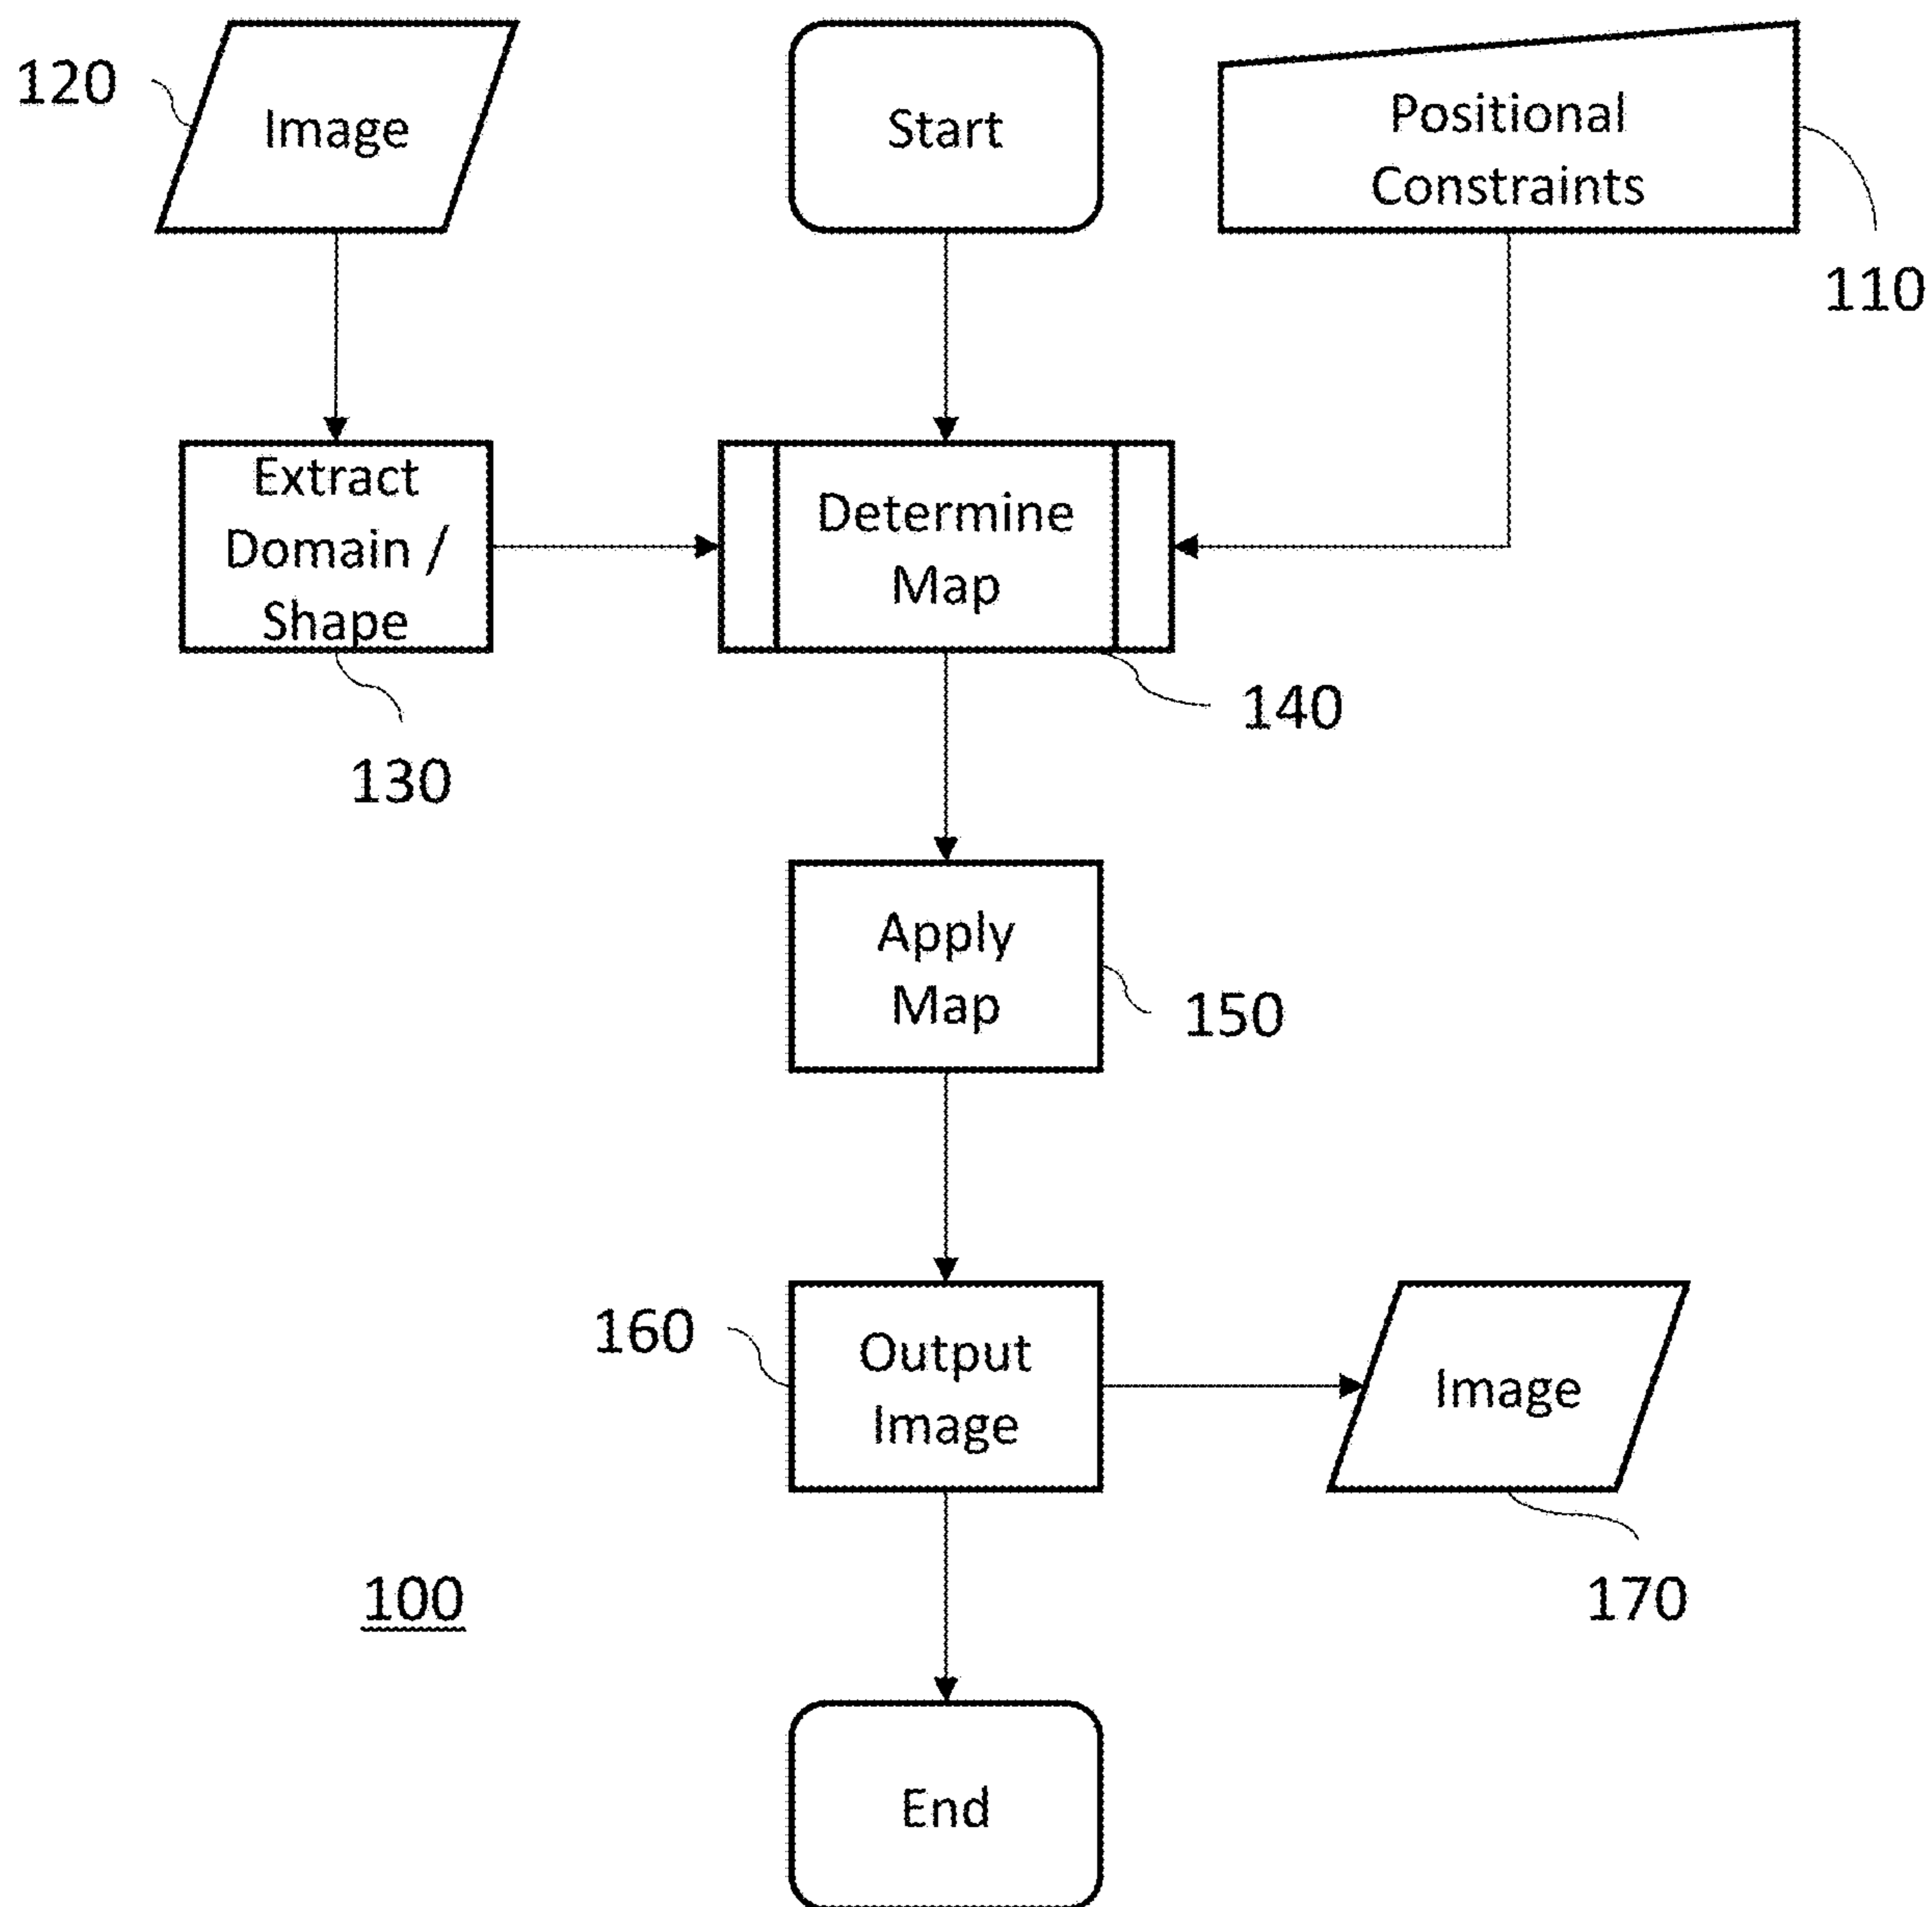 120
Image
Start
Positional
Constraints
110
Extract
Domain /
Shape
130
Determine
Map
140
Apply
Map
150
160
Output
Image
Image
170
100
End